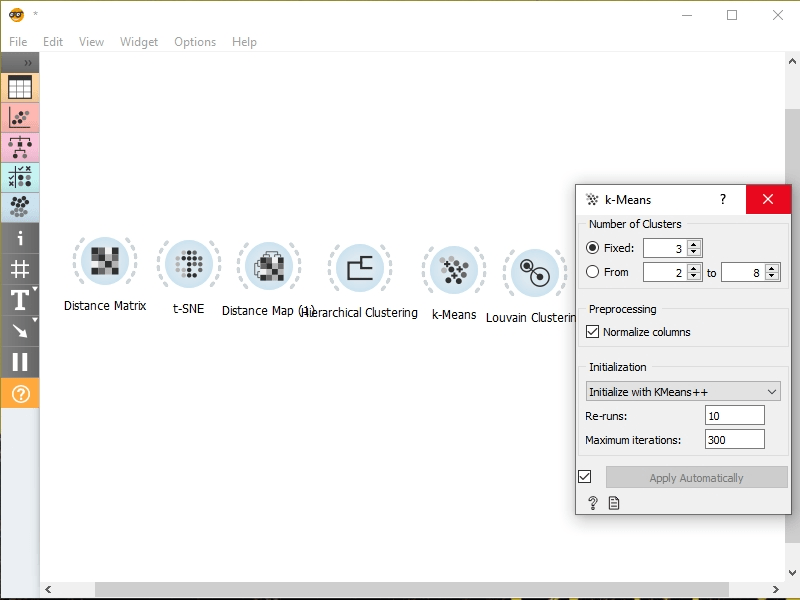 *
File Edit View Widget Options Help
Distance Matrix
t-SNE
Distance Map (1)
Hierarchical Clustering
k-Means
Louvain Clustering
k-Means ?
Number of Clusters
Fixed: 3
From 2 to 8
Preprocessing
Normalize columns
Initialization
Initialize with KMeans++
Re-runs: 10
Maximum iterations: 300
Apply Automatically
?
i
T
?